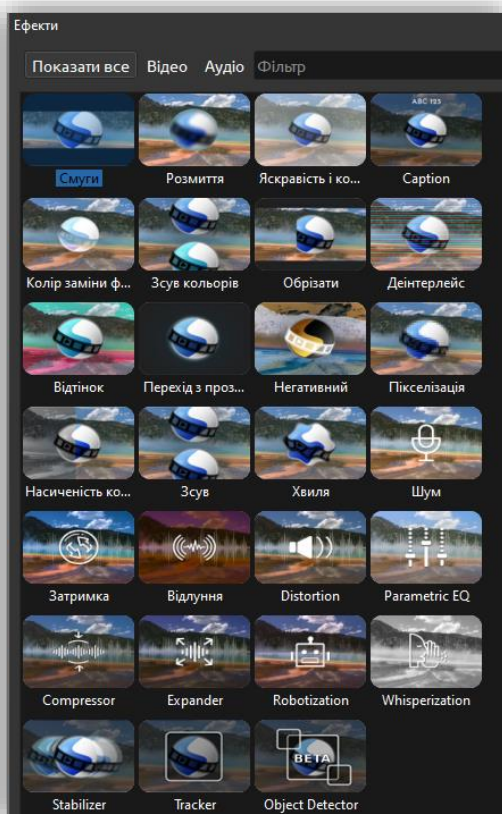 Ефекти
Показати все Відео Аудіо Фільтр
ABC 123
Смуги Розмиття Яскравість і ко... Caption
Колір заміни ф... Зсув кольорів Обрізати Деінтерлейс
Відтінок Перехід з проз... Негативний Пікселізація
Насиченість ко... Зсув Хвиля Шум
Затримка Відлуння Distortion Parametric EQ
Compressor Expander Robotization Whisperization
BETA
Stabilizer Tracker Object Detector